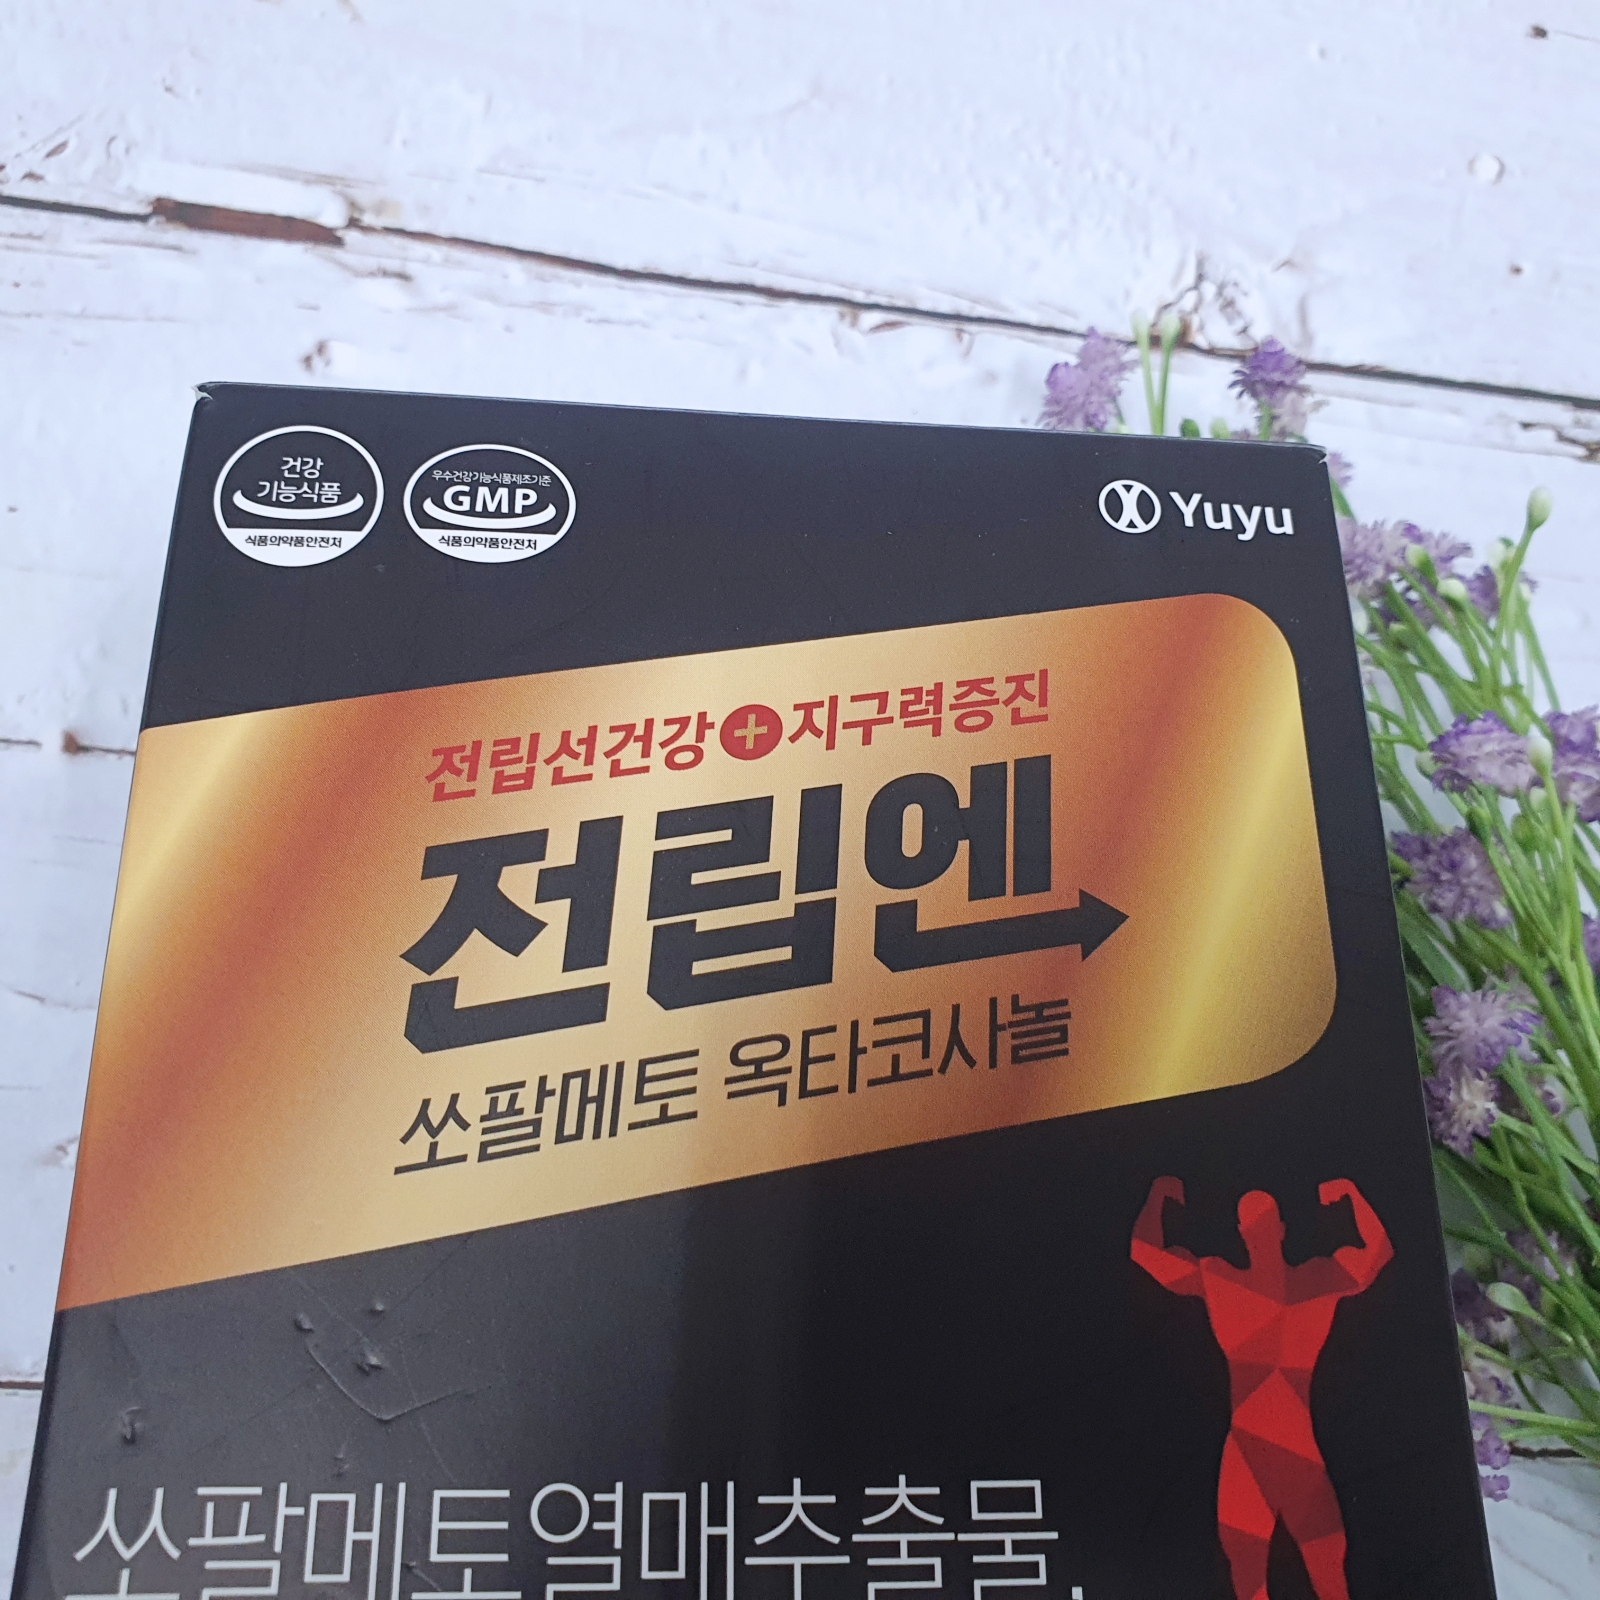 건강
기능식품
식품의약품안전처
우수건강기능식품제조기준
GMP
식품의약품안전처
Yuyu
전립선건강+지구력증진
전립엔
쏘팔메토 옥타코사놀
쏘팔메토열매추출물,